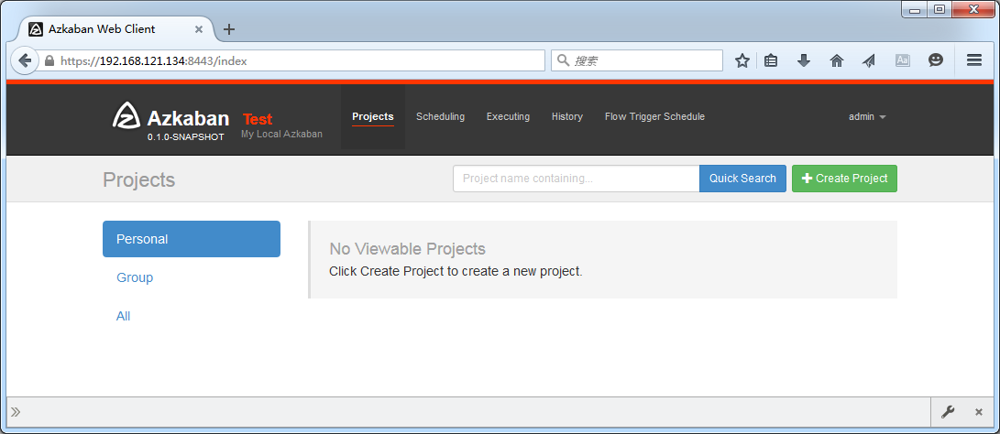 Azkaban Web Client
https://192.168.121.134:8443/index
搜索
Aa
Azkaban
0.1.0-SNAPSHOT
Test
My Local Azkaban
Projects
Scheduling
Executing
History
Flow Trigger Schedule
admin
Projects
Project name containing...
Quick Search
Create Project
Personal
Group
All
No Viewable Projects
Click Create Project to create a new project.